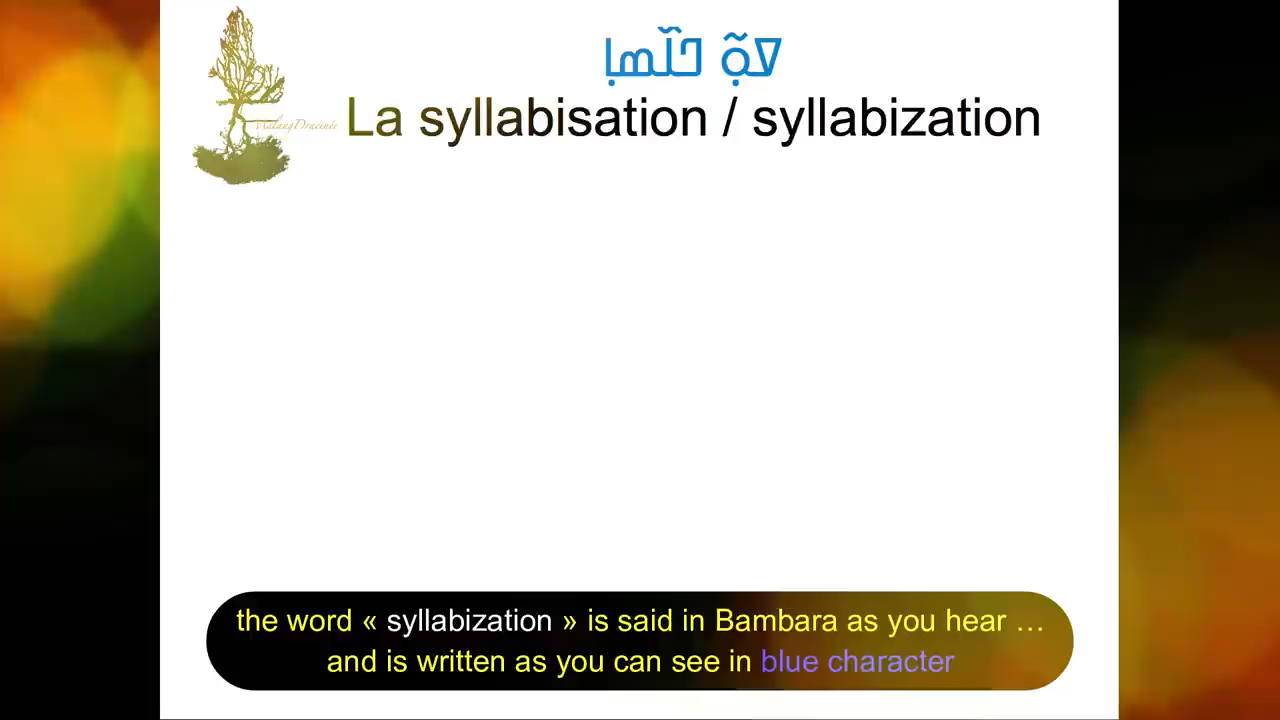 La syllabisation / syllabization
the word « syllabization » is said in Bambara as you hear …
and is written as you can see in blue character